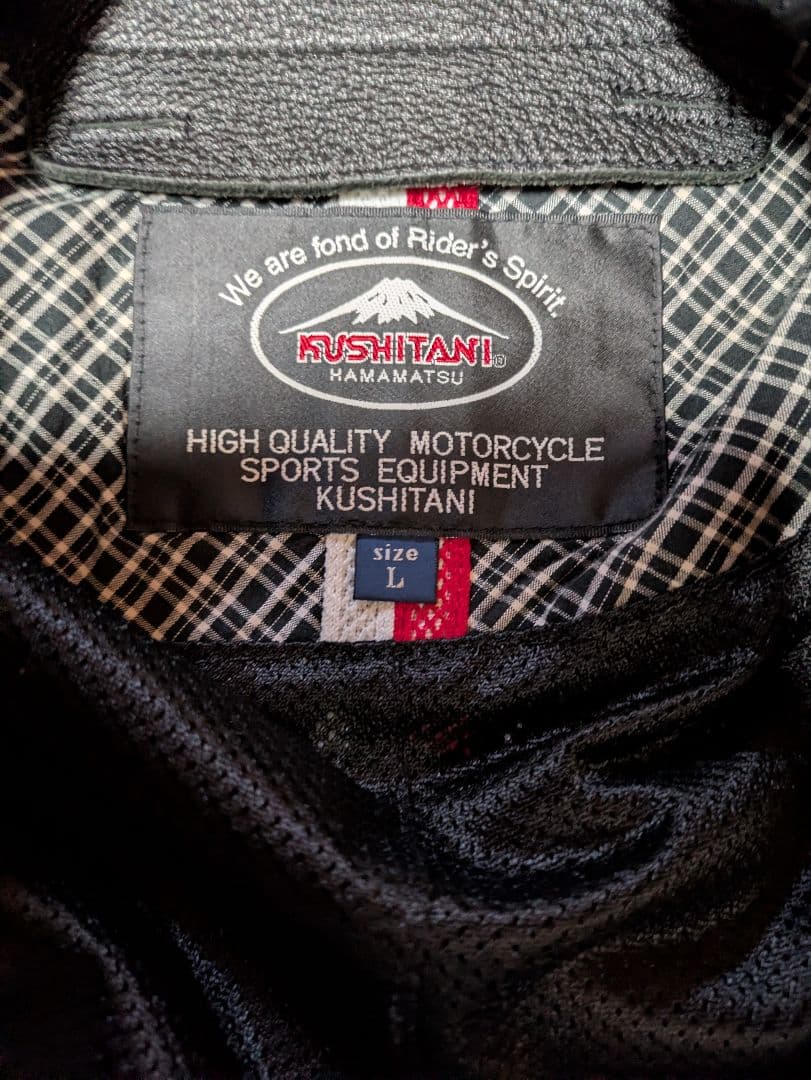 We are fond of Rider's Spirit.
KUSHITANI®
HAMAMATSU
HIGH QUALITY MOTORCYCLE
SPORTS EQUIPMENT
KUSHITANI
size
L